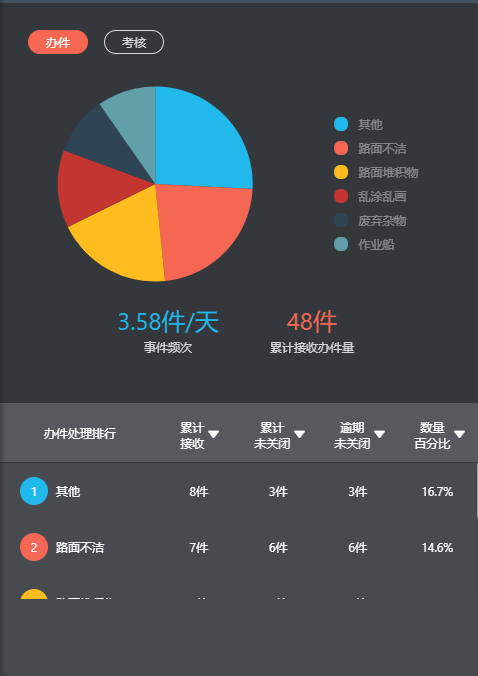 办件 考核
其他
路面不洁
路面堆积物
乱涂乱画
废弃杂物
作业船
3.58件/天 48件
事件频次 累计接收办件量
办件处理排行 累计接收 累计未关闭 逾期未关闭 数量百分比
1 其他 8件 3件 3件 16.7%
2 路面不洁 7件 6件 6件 14.6%